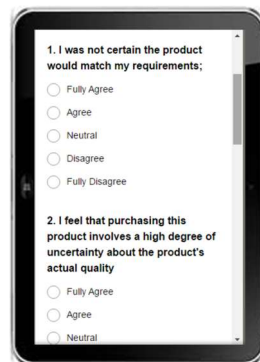 1. I was not certain the product
would match my requirements;
Fully Agree
Agree
Neutral
Disagree
Fully Disagree
2. I feel that purchasing this
product involves a high degree of
uncertainty about the product's
actual quality
Fully Agree
Agree
Neutral